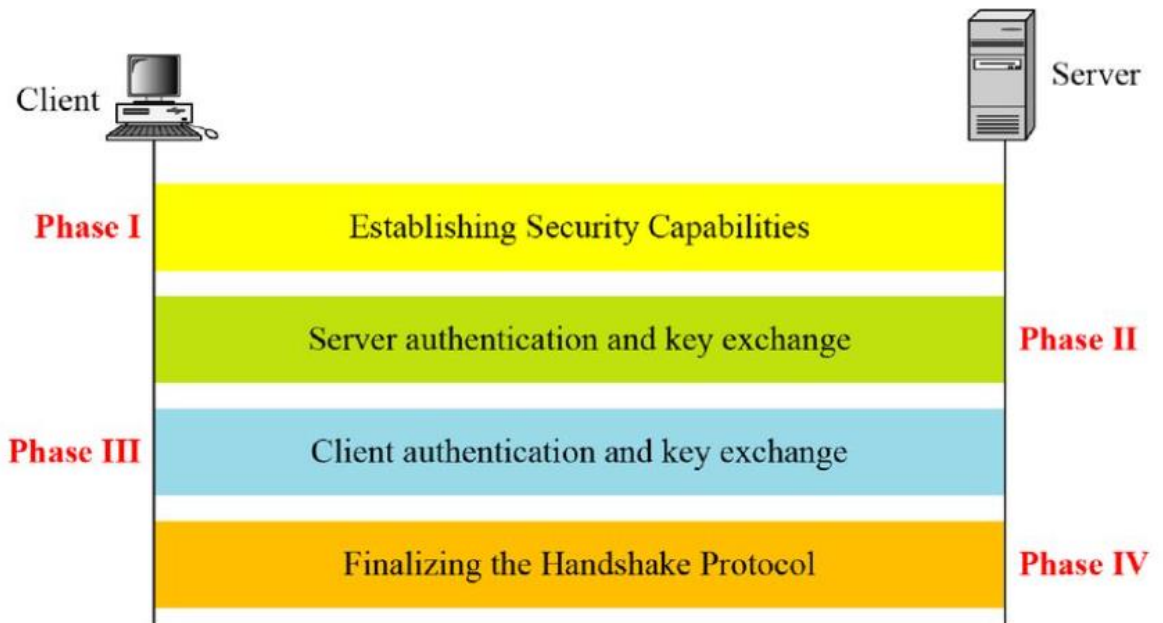 Client
Server
Phase I
Establishing Security Capabilities
Server authentication and key exchange
Phase II
Phase III
Client authentication and key exchange
Finalizing the Handshake Protocol
Phase IV